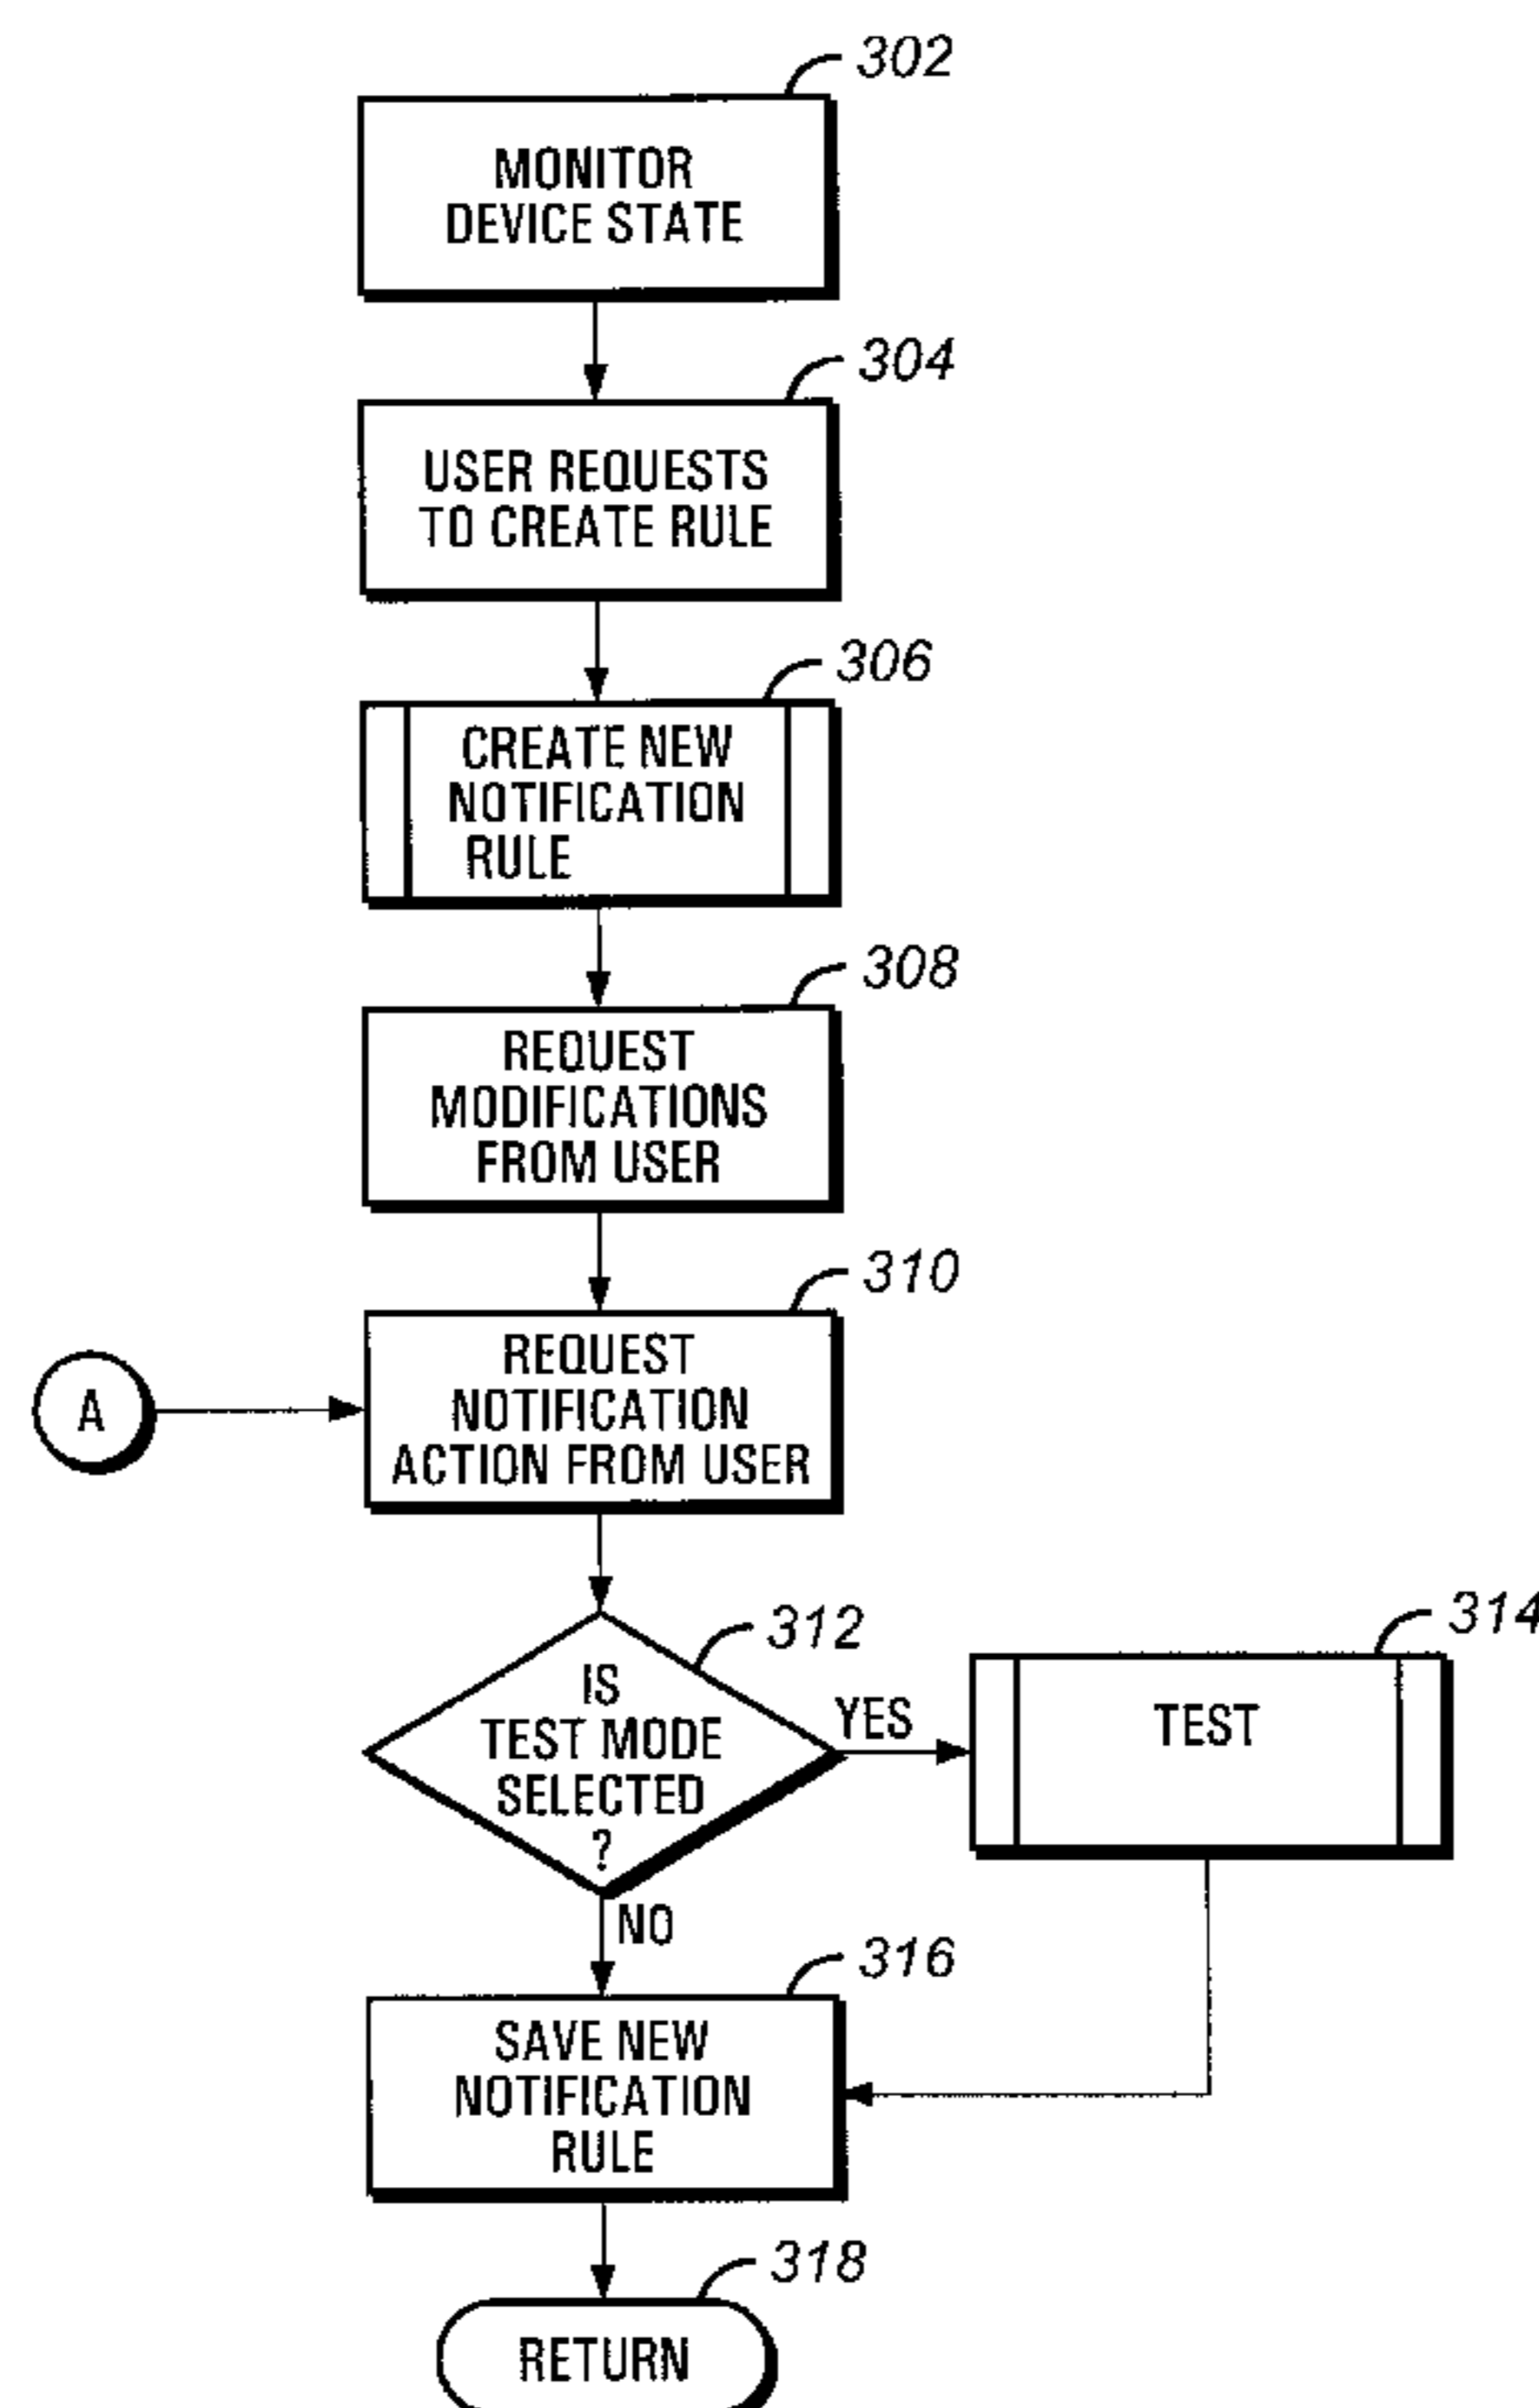 302
MONITOR
DEVICE STATE
304
USER REQUESTS
TO CREATE RULE
306
CREATE NEW
NOTIFICATION
RULE
308
REQUEST
MODIFICATIONS
FROM USER
310
A
REQUEST
NOTIFICATION
ACTION FROM USER
312
IS
TEST MODE
SELECTED
?
YES
314
TEST
NO
316
SAVE NEW
NOTIFICATION
RULE
318
RETURN